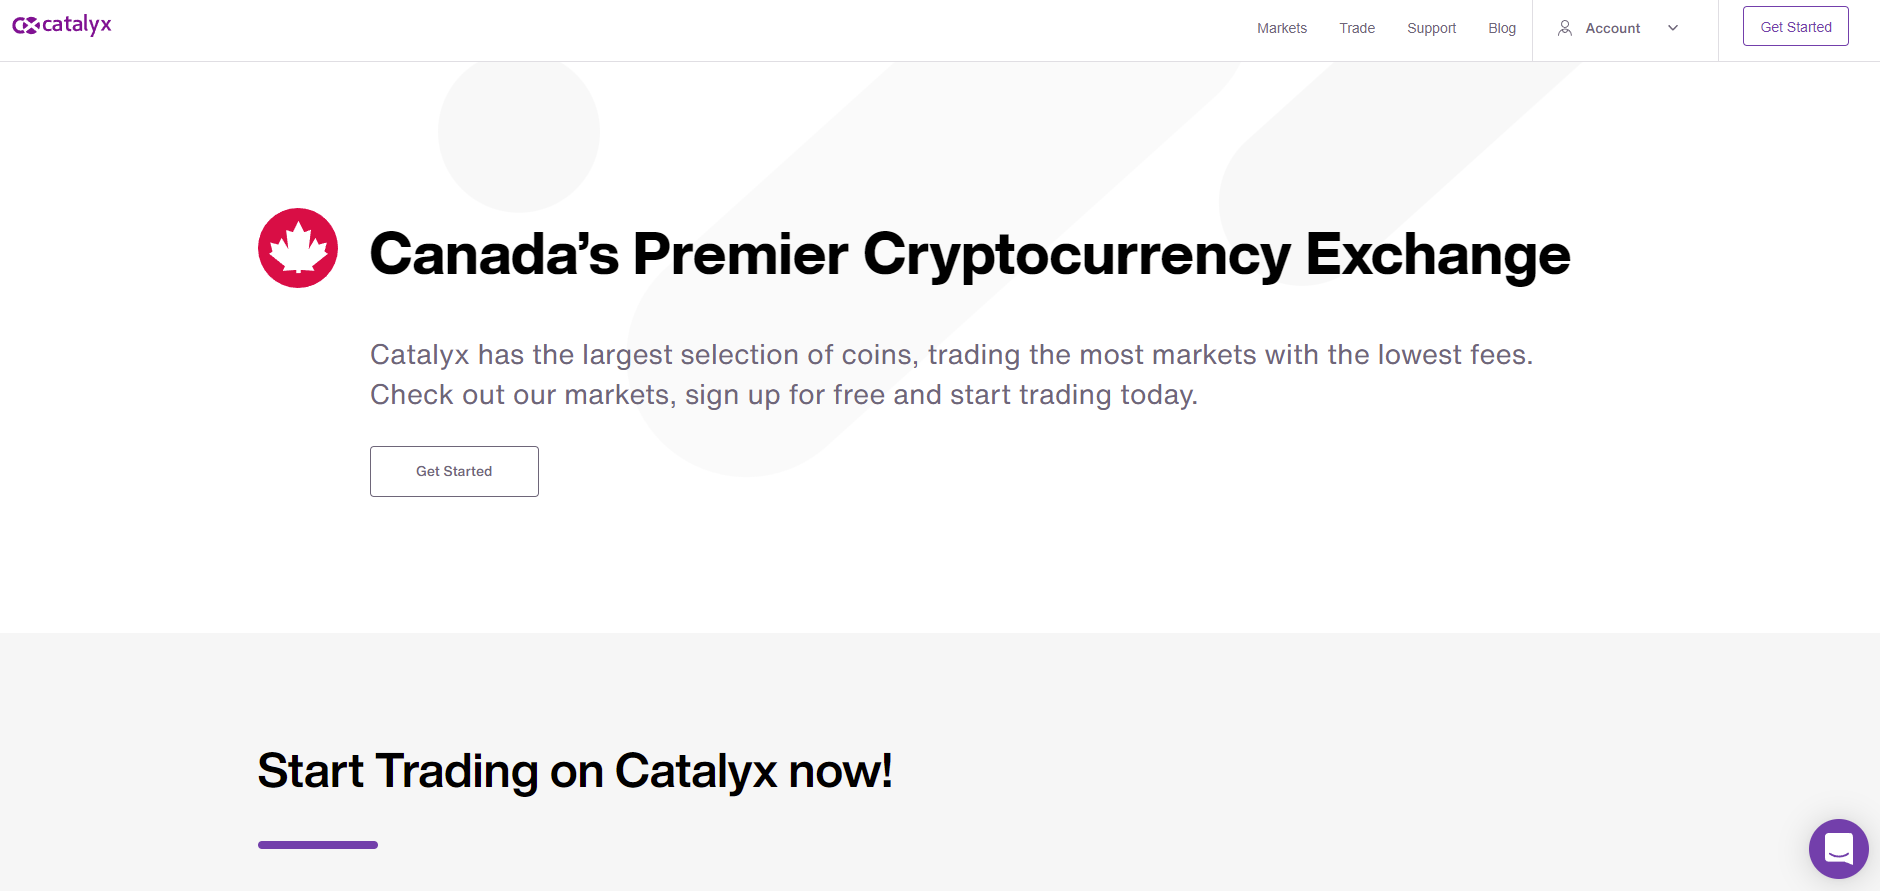 catalyx
Markets Trade Support Blog Account Get Started
Canada’s Premier Cryptocurrency Exchange
Catalyx has the largest selection of coins, trading the most markets with the lowest fees.
Check out our markets, sign up for free and start trading today.
Get Started
Start Trading on Catalyx now!